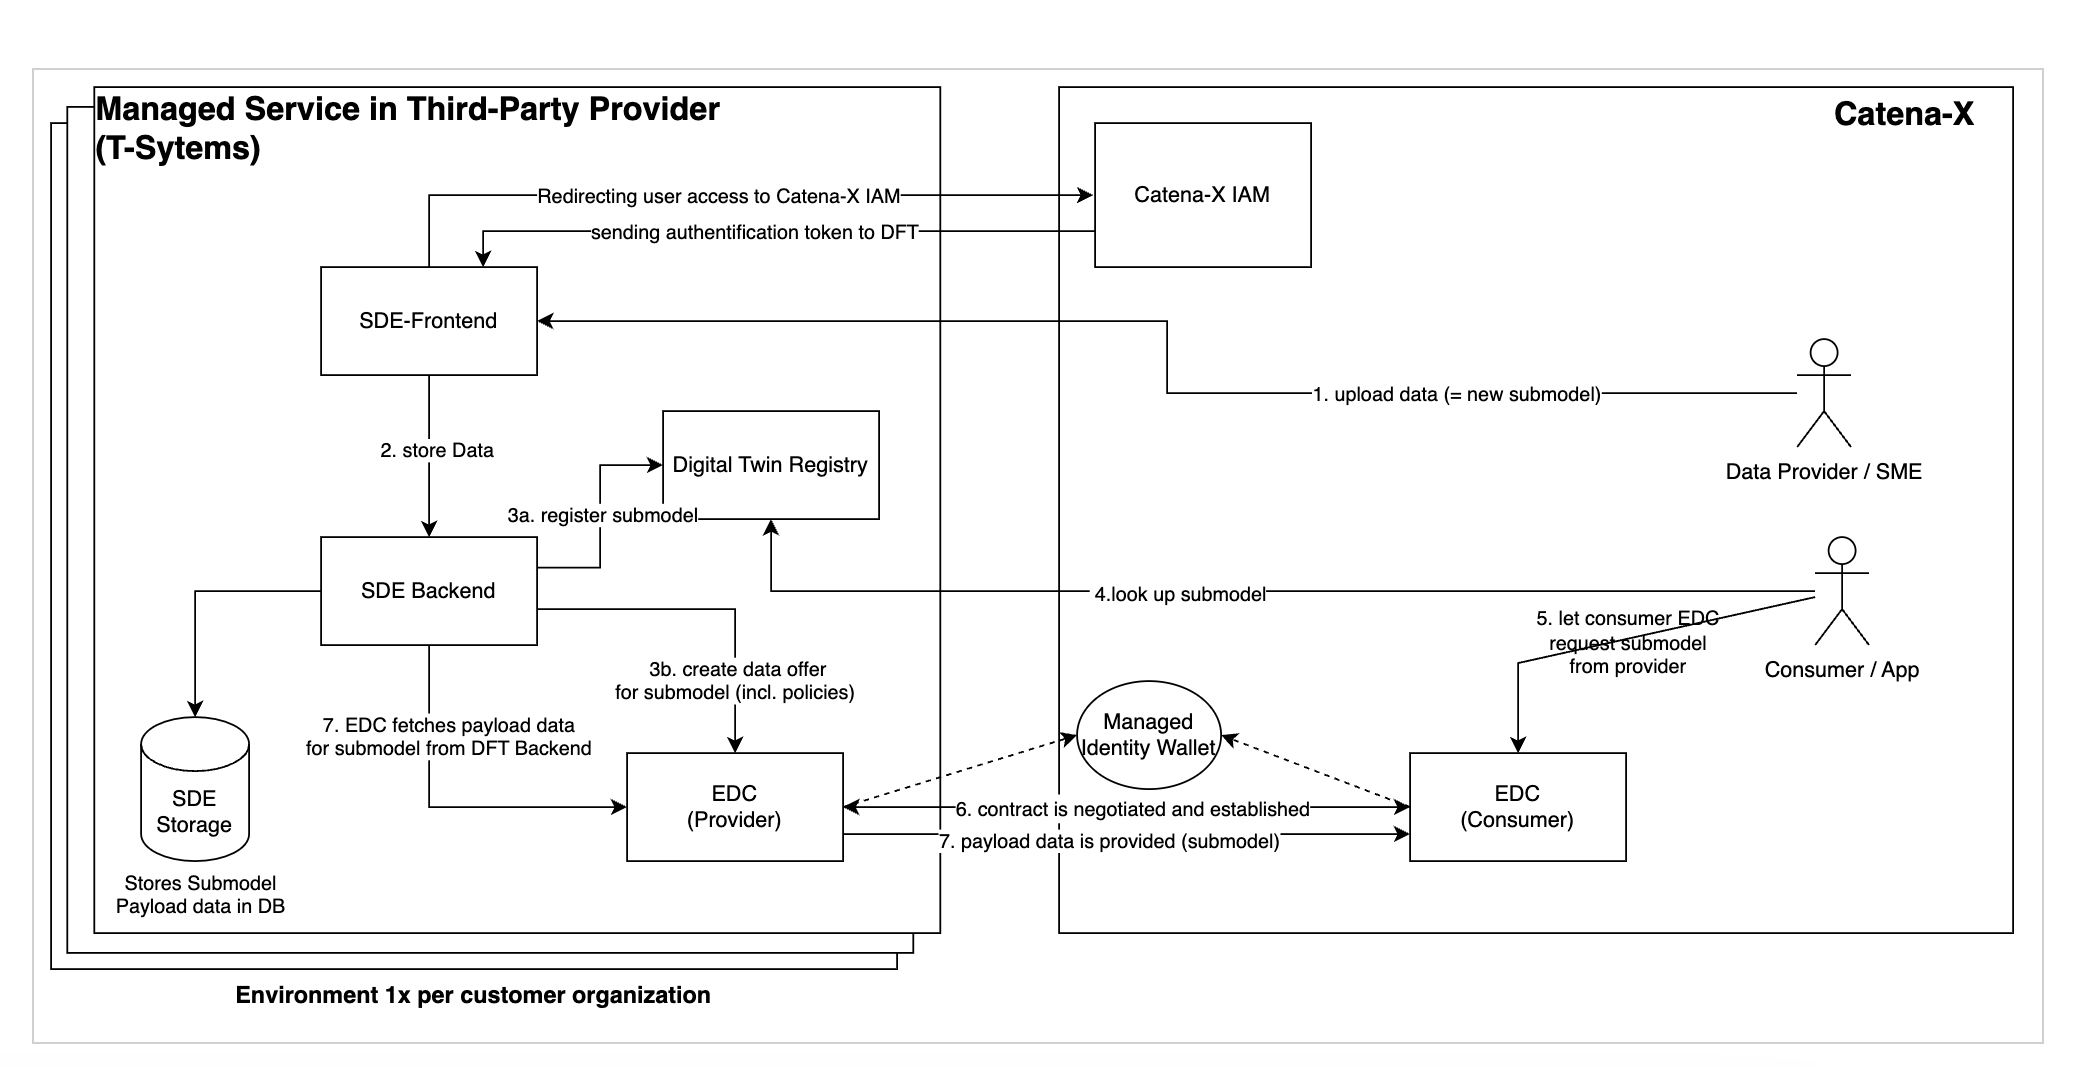 Managed Service in Third-Party Provider
(T-Sytems)
Catena-X
Redirecting user access to Catena-X IAM
Catena-X IAM
sending authentification token to DFT
SDE-Frontend
1. upload data (= new submodel)
Data Provider / SME
2. store Data
Digital Twin Registry
3a. register submodel
SDE Backend
4.look up submodel
5. let consumer EDC
request submodel
from provider
Consumer / App
3b. create data offer
for submodel (incl. policies)
7. EDC fetches payload data
for submodel from DFT Backend
Managed
Identity Wallet
SDE
Storage
EDC
(Provider)
6. contract is negotiated and established
7. payload data is provided (submodel)
EDC
(Consumer)
Stores Submodel
Payload data in DB
Environment 1x per customer organization